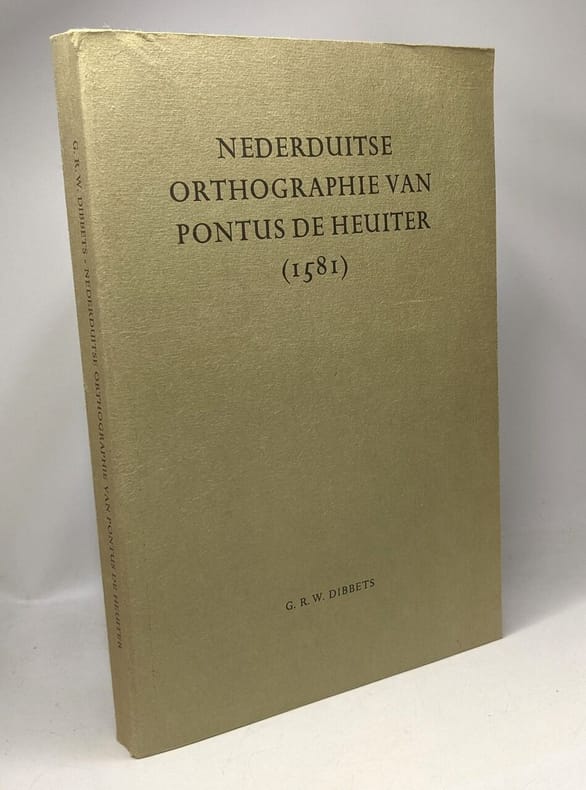 NEDERDUITSE
ORTHOGRAPHIE VAN
PONTUS DE HEUITER
(1581)
G. R. W. DIBBETS
G. R. W. DIBBETS - NEDERDUITSE ORTHOGRAPHIE VAN PONTUS DE HEUITER